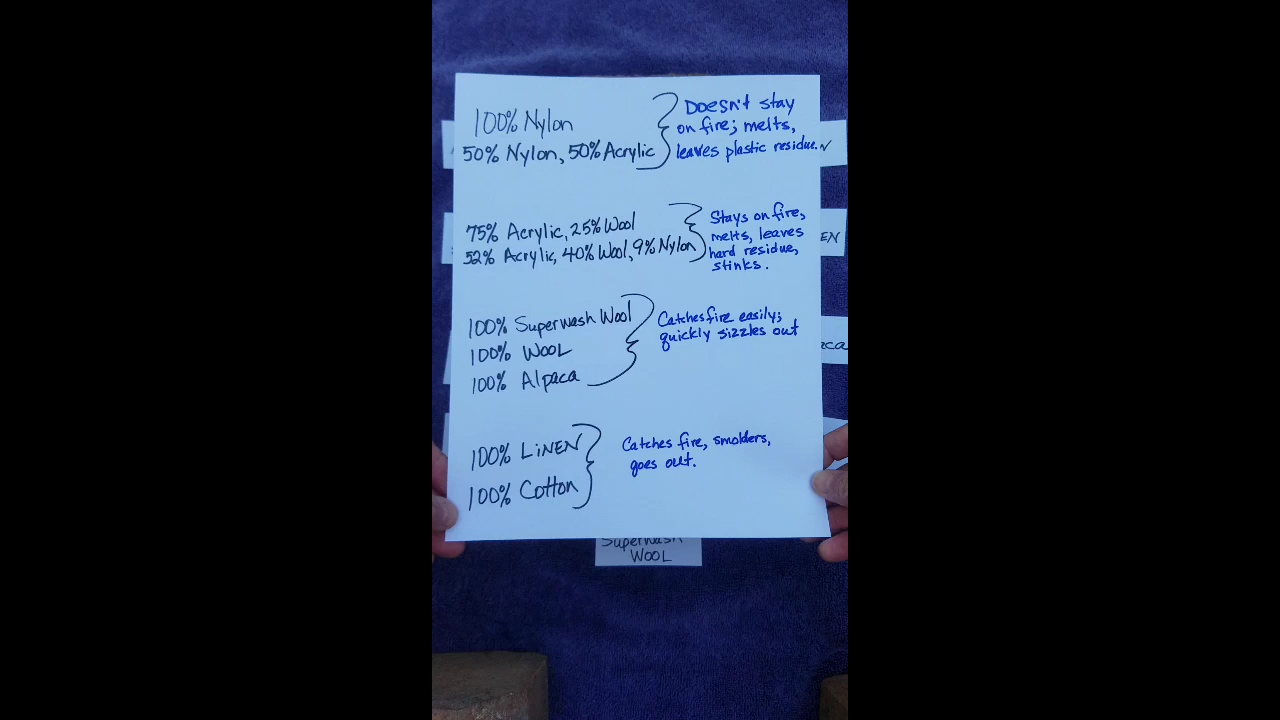 100% Nylon
50% Nylon, 50% Acrylic
Doesn't stay
on fire; melts,
leaves plastic residue.
75% Acrylic, 25% Wool
52% Acrylic, 40% Wool, 9% Nylon
Stays on fire,
melts, leaves
hard residue,
stinks.
100% Superwash Wool
100% WOOL
100% Alpaca
Catches fire easily;
quickly sizzles out
100% LiNEN
100% Cotton
Catches fire, smolders,
goes out.
Superwash
WOOL